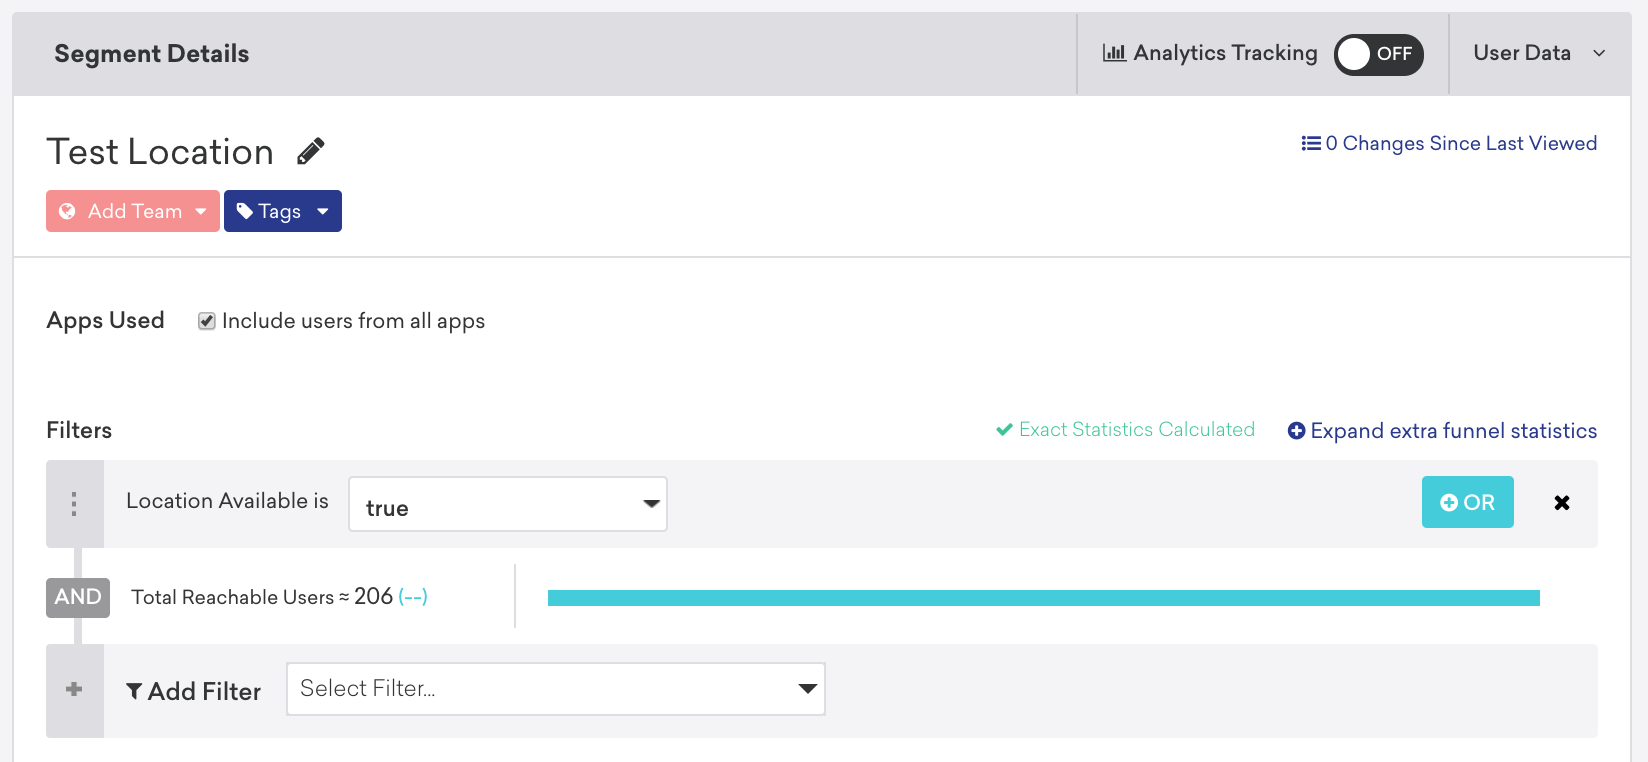 Segment Details
Analytics Tracking OFF
User Data
Test Location
0 Changes Since Last Viewed
Add Team
Tags
Apps Used
Include users from all apps
Filters
Exact Statistics Calculated
Expand extra funnel statistics
Location Available is
true
OR
AND
Total Reachable Users ≈ 206 (--)
Add Filter
Select Filter...